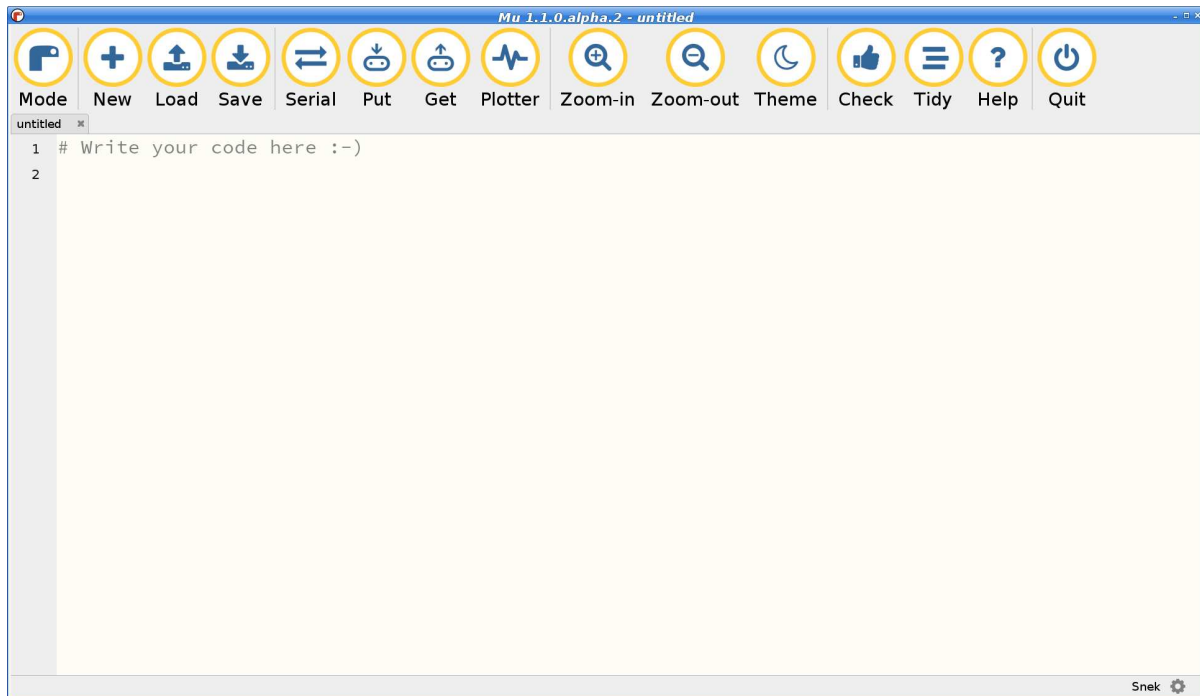 Mu 1.1.0.alpha.2 - untitled
Mode New Load Save Serial Put Get Plotter Zoom-in Zoom-out Theme Check Tidy Help Quit
untitled
1 # Write your code here :-)
2
Snek